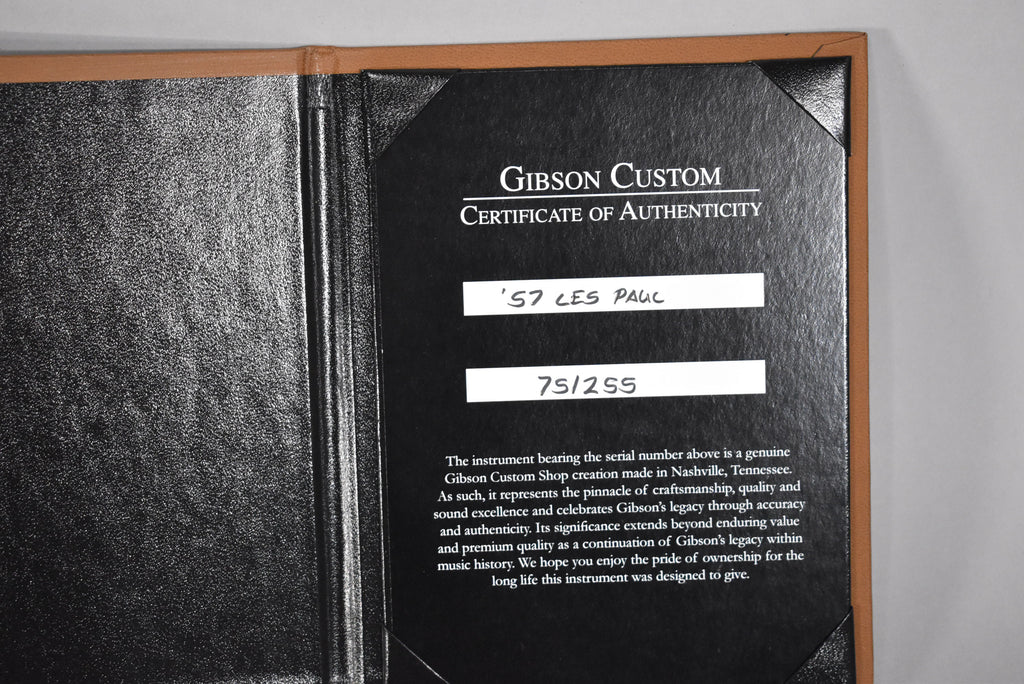 GIBSON CUSTOM
CERTIFICATE OF AUTHENTICITY
'57 LES PAUL
75/255
The instrument bearing the serial number above is a genuine
Gibson Custom Shop creation made in Nashville, Tennessee.
As such, it represents the pinnacle of craftsmanship, quality and
sound excellence and celebrates Gibson's legacy through accuracy
and authenticity. Its significance extends beyond enduring value
and premium quality as a continuation of Gibson's legacy within
music history. We hope you enjoy the pride of ownership for the
long life this instrument was designed to give.